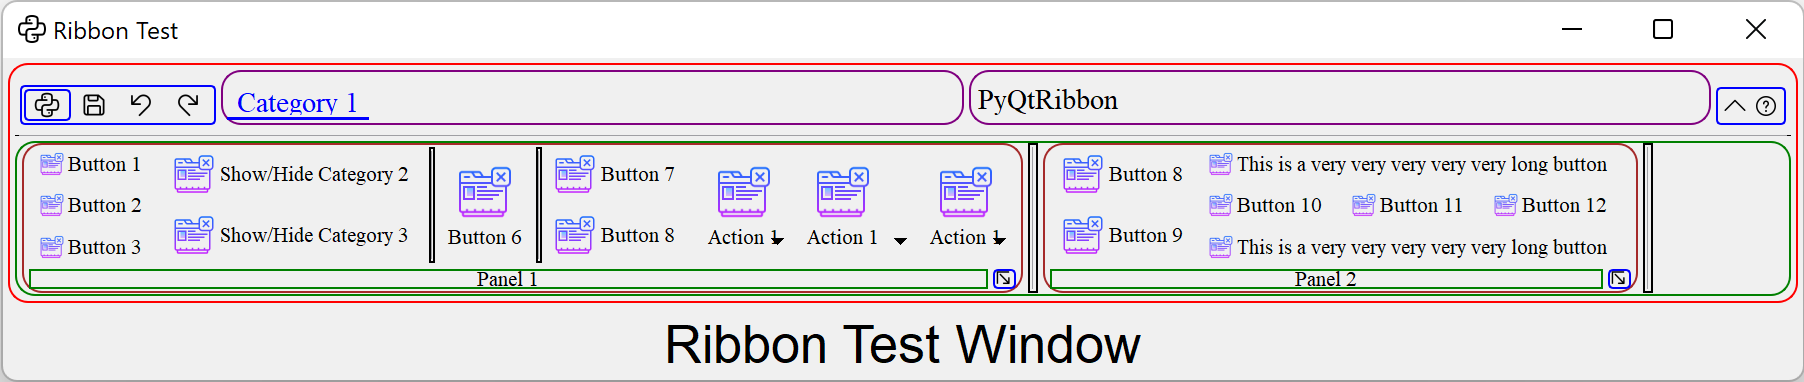 Ribbon Test
Category 1
PyQtRibbon
Button 1
Button 2
Button 3
Show/Hide Category 2
Show/Hide Category 3
Button 6
Button 7
Button 8
Action 1
Action 1
Action 1
Panel 1
Button 8
Button 9
This is a very very very very very long button
Button 10
Button 11
Button 12
This is a very very very very very long button
Panel 2
Ribbon Test Window